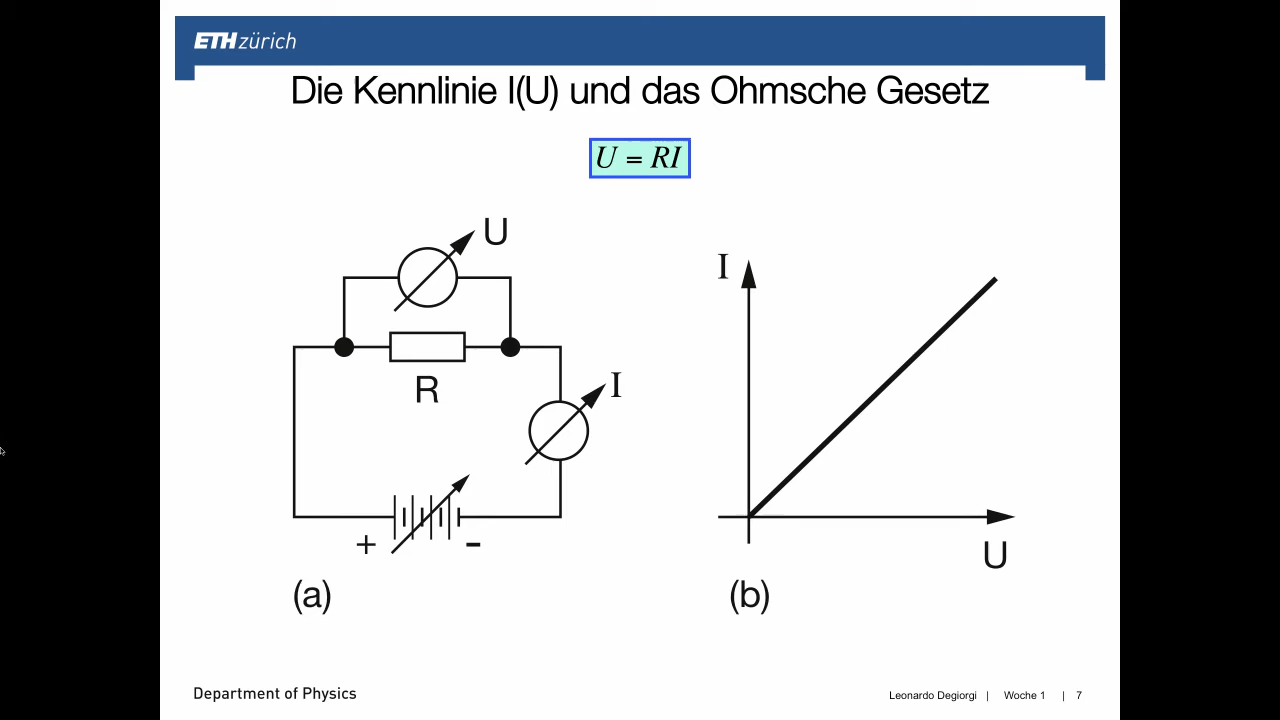 ETH zürich
Die Kennlinie I(U) und das Ohmsche Gesetz
U = RI
U
R
I
+ -
(a)
I
U
(b)
Department of Physics
Leonardo Degiorgi | Woche 1 | 7